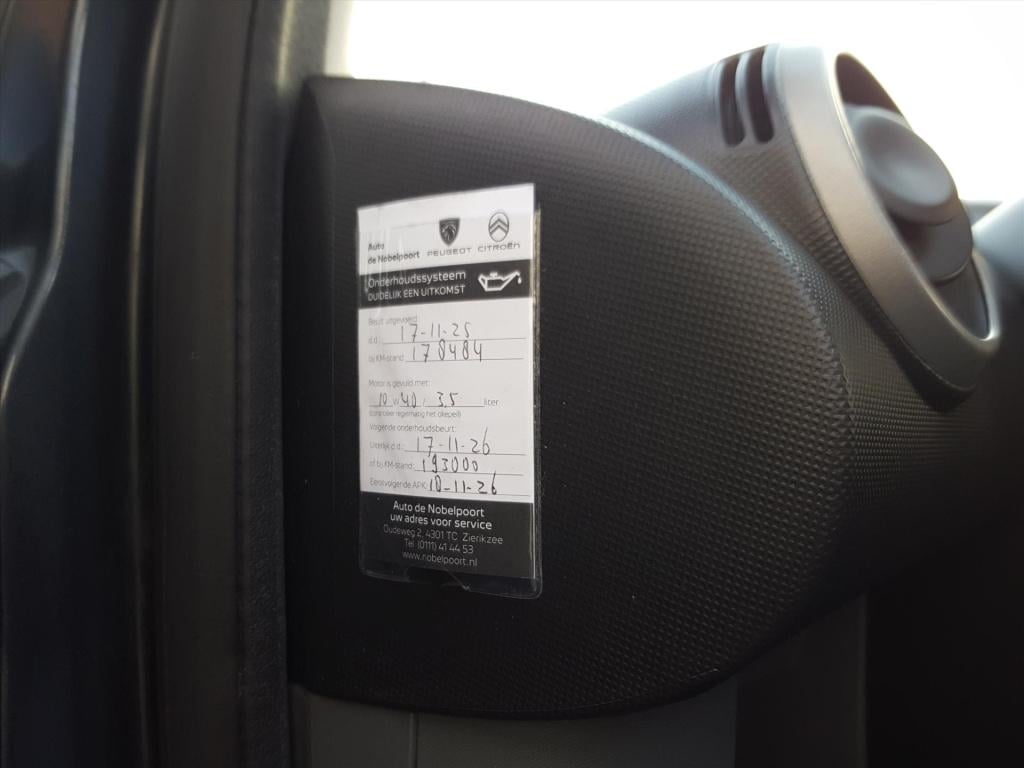 Auto
de Nobelpoort
PEUGEOT CITROËN
Onderhoudssysteem
DUIDELIJK EEN UITKOMST
Beurt uitgevoerd:
d.d.: 17-11-25
bij KM-stand: 178484
Motor is gevuld met:
10 w 40 / 3,5 liter
(controleer regelmatig het oliepeil)
Volgende onderhoudsbeurt:
Uiterlijk d.d.: 17-11-26
of bij KM-stand: 193000
Eerstvolgende APK: 10-11-26
Auto de Nobelpoort
uw adres voor service
Oudeweg 2, 4301 TC Zierikzee
Tel. (0111) 41 44 53
www.nobelpoort.nl